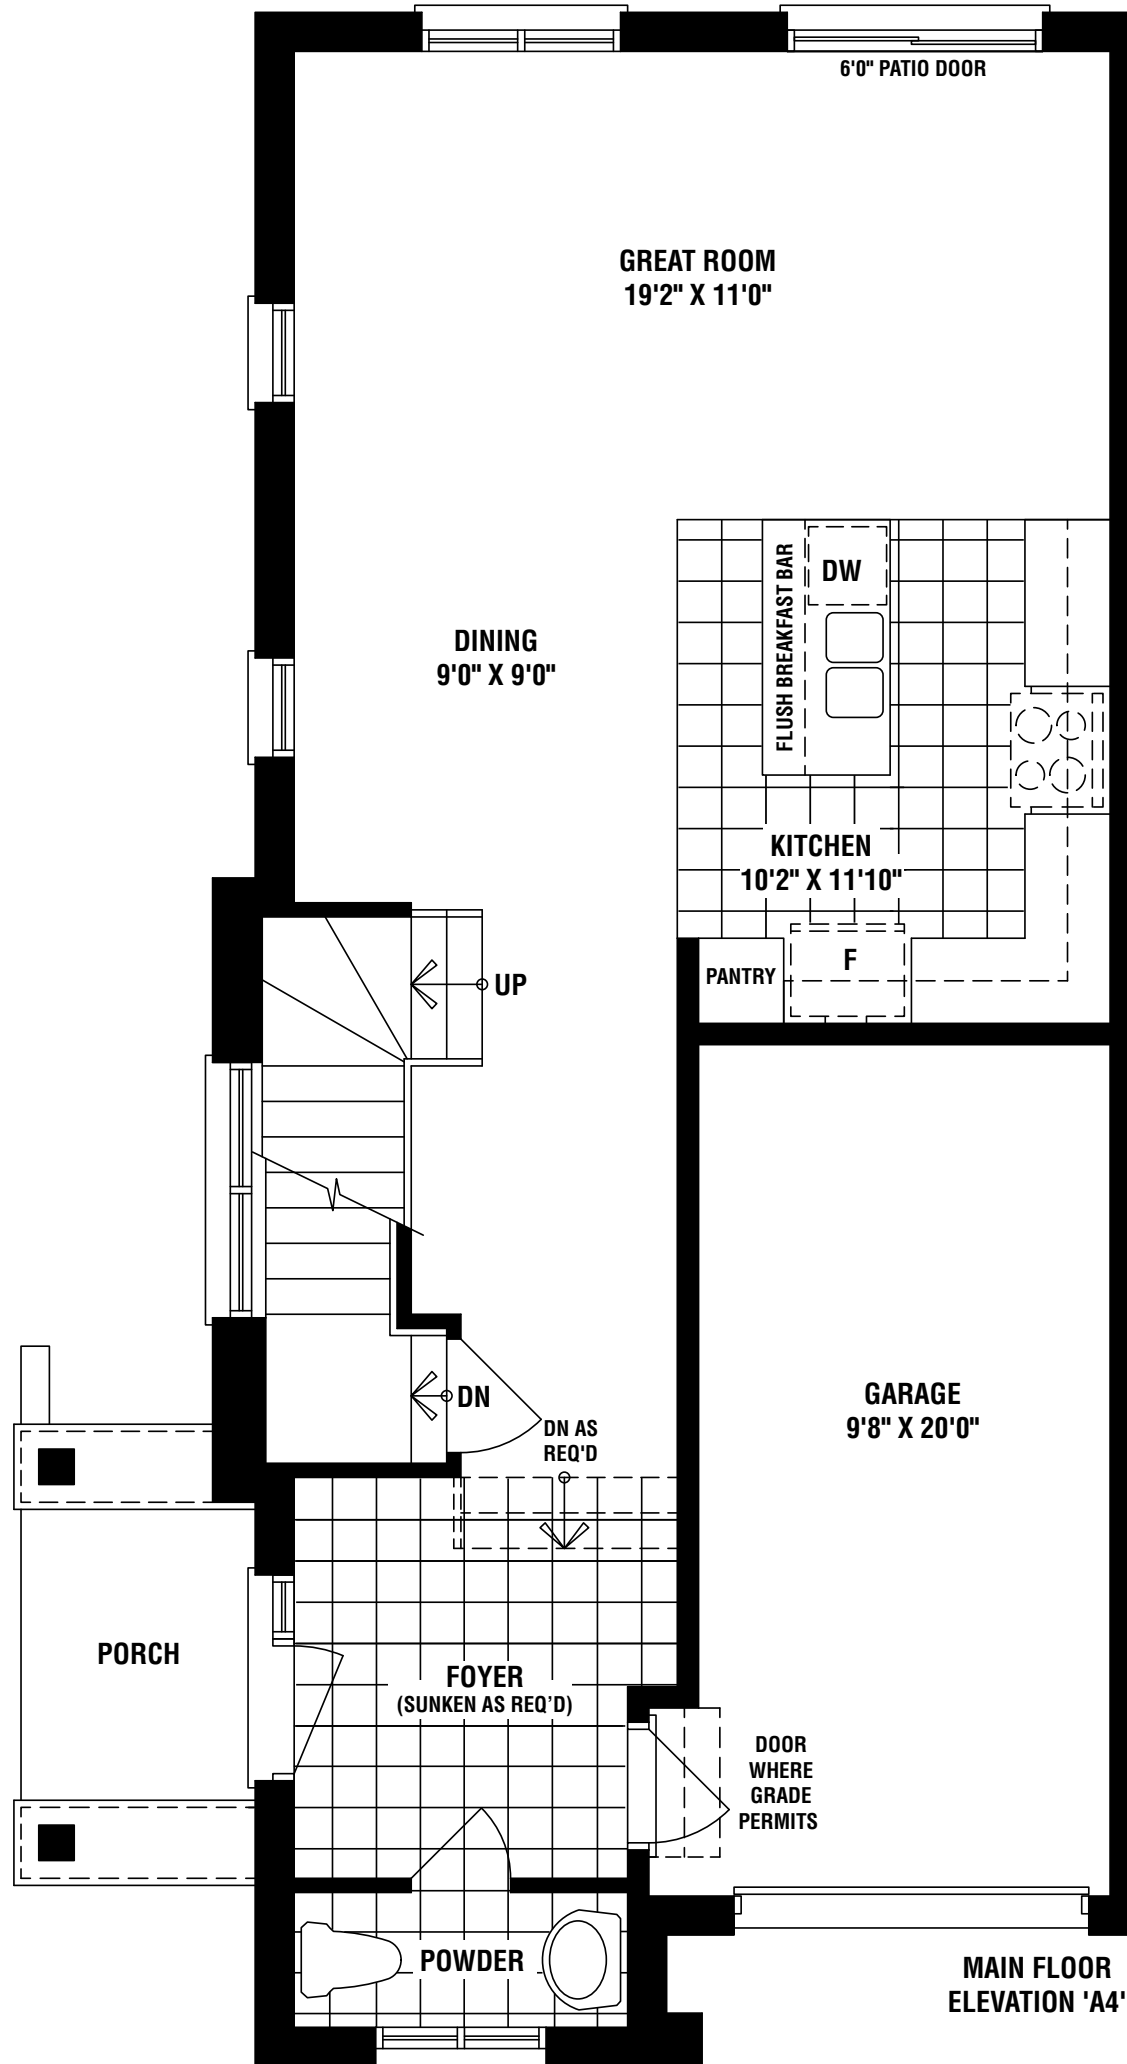 6'0" PATIO DOOR
GREAT ROOM
19'2" X 11'0"
DW
FLUSH BREAKFAST BAR
DINING
9'0" X 9'0"
KITCHEN
10'2" X 11'10"
PANTRY
F
UP
DN
DN AS
REQ'D
GARAGE
9'8" X 20'0"
PORCH
FOYER
(SUNKEN AS REQ’D)
DOOR
WHERE
GRADE
PERMITS
POWDER
MAIN FLOOR
ELEVATION 'A4'